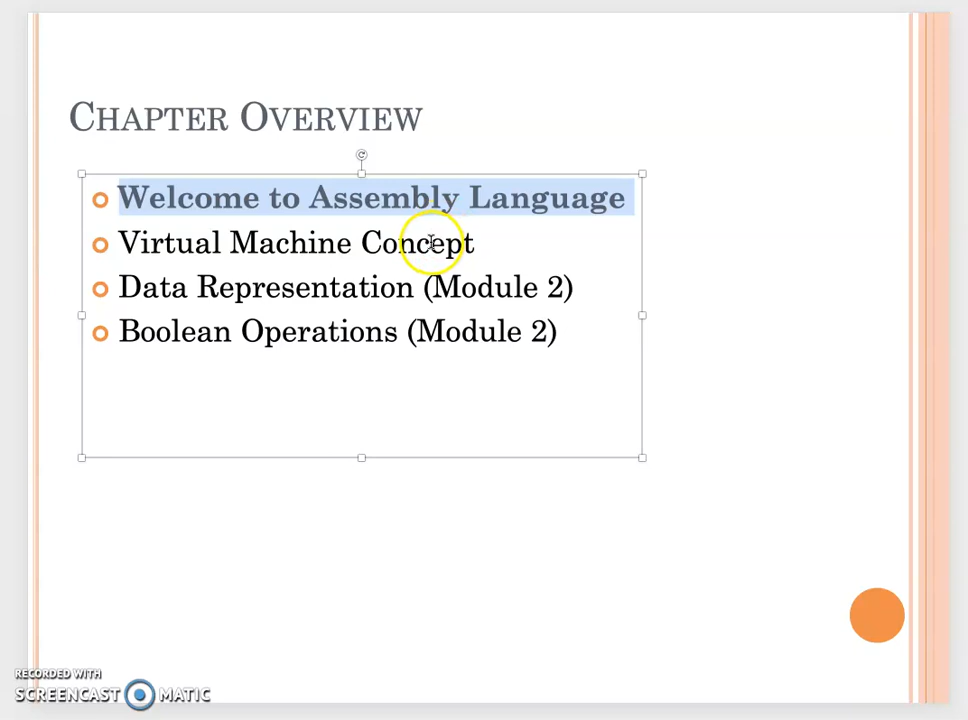 CHAPTER OVERVIEW
Welcome to Assembly Language
Virtual Machine Concept
Data Representation (Module 2)
Boolean Operations (Module 2)
RECORDED WITH
SCREENCAST MATIC